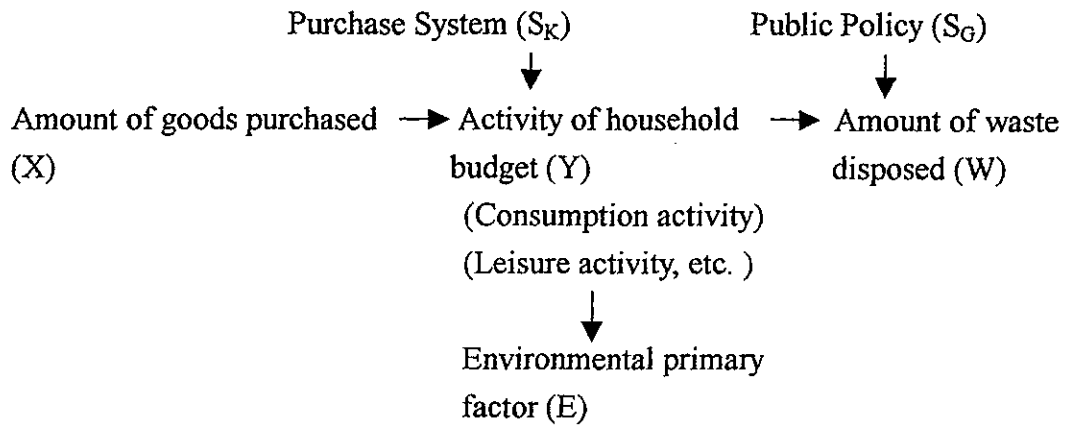 Purchase System (S_K) Public Policy (S_G)
Amount of goods purchased Activity of household Amount of waste
(X) budget (Y) disposed (W)
(Consumption activity)
(Leisure activity, etc. )
Environmental primary
factor (E)